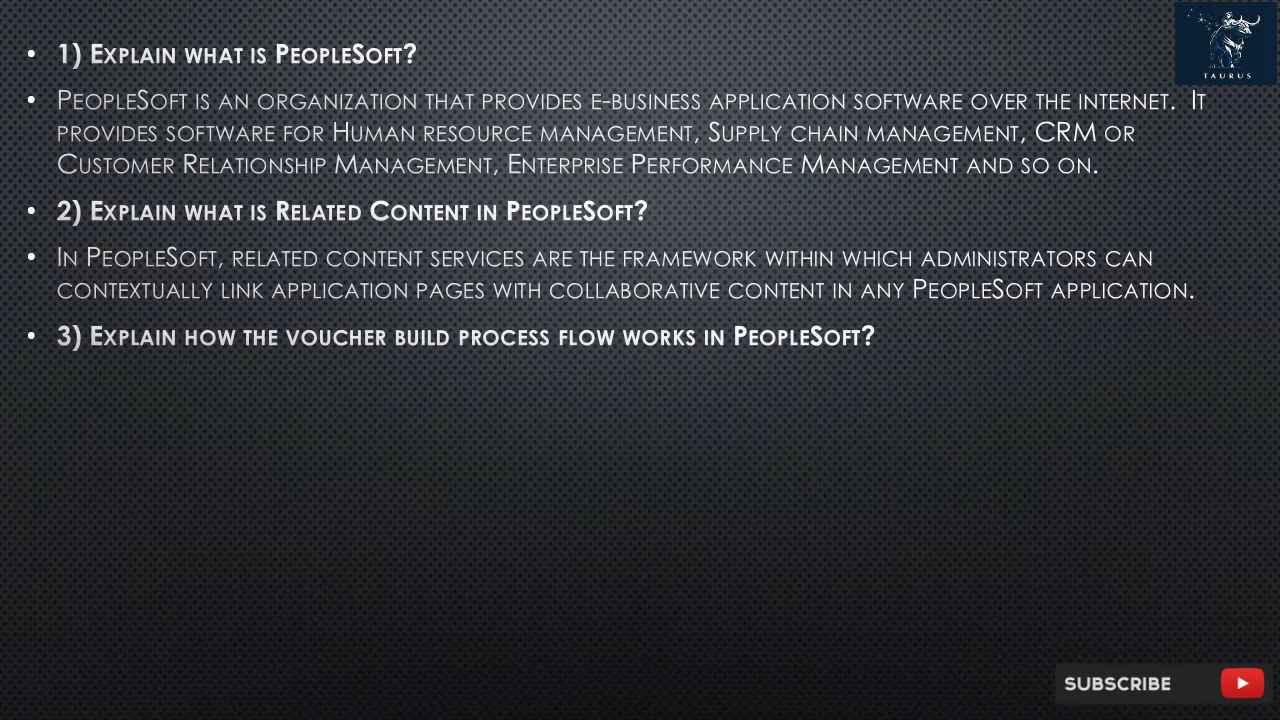 • 1) Explain what is PeopleSoft?
• PeopleSoft is an organization that provides e-business application software over the internet. It
provides software for Human resource management, Supply chain management, CRM or
Customer Relationship Management, Enterprise Performance Management and so on.
• 2) Explain what is Related Content in PeopleSoft?
• In PeopleSoft, related content services are the framework within which administrators can
contextually link application pages with collaborative content in any PeopleSoft application.
• 3) Explain how the voucher build process flow works in PeopleSoft?
TAURUS
SUBSCRIBE